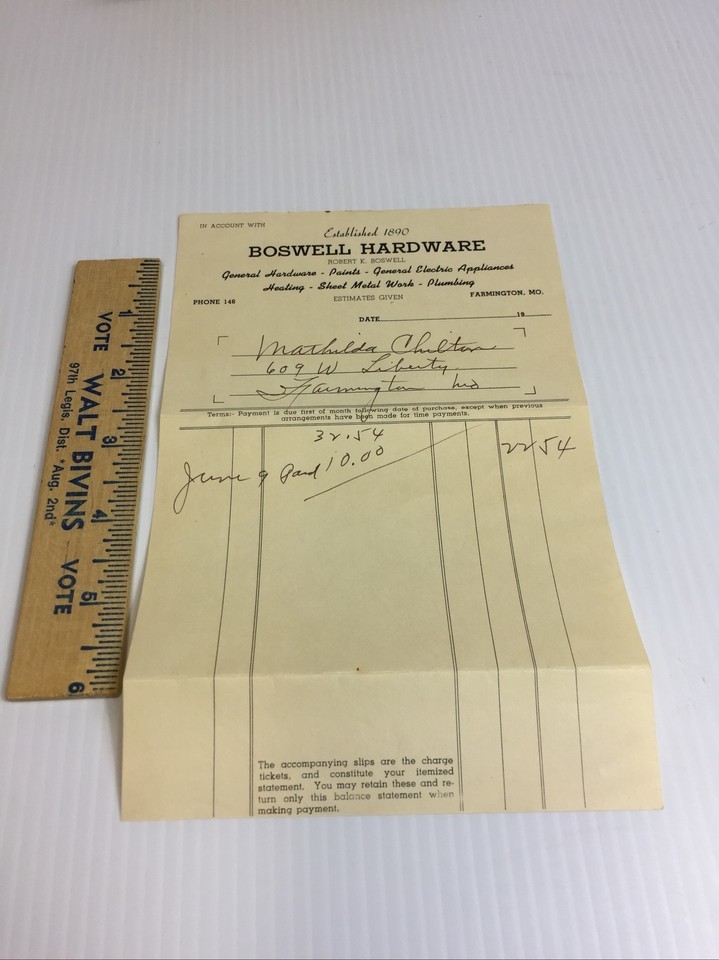 IN ACCOUNT WITH
Established 1890
BOSWELL HARDWARE
ROBERT K. BOSWELL
General Hardware - Paints - General Electric Appliances
Heating - Sheet Metal Work - Plumbing
PHONE 146
ESTIMATES GIVEN
FARMINGTON, MO.
DATE 19
Mathilda Chilton
609 W Liberty
Farmington Mo
Terms:- Payment is due first of month following date of purchase, except when previous
arrangements have been made for time payments.
32.54
June 9 Paid 10.00
22 54
The accompanying slips are the charge
tickets, and constitute your itemized
statement. You may retain these and re-
turn only this balance statement when
making payment.
VOTE WALT BIVINS VOTE
97th Legis. Dist. *Aug. 2nd*
2
3
4
5
6